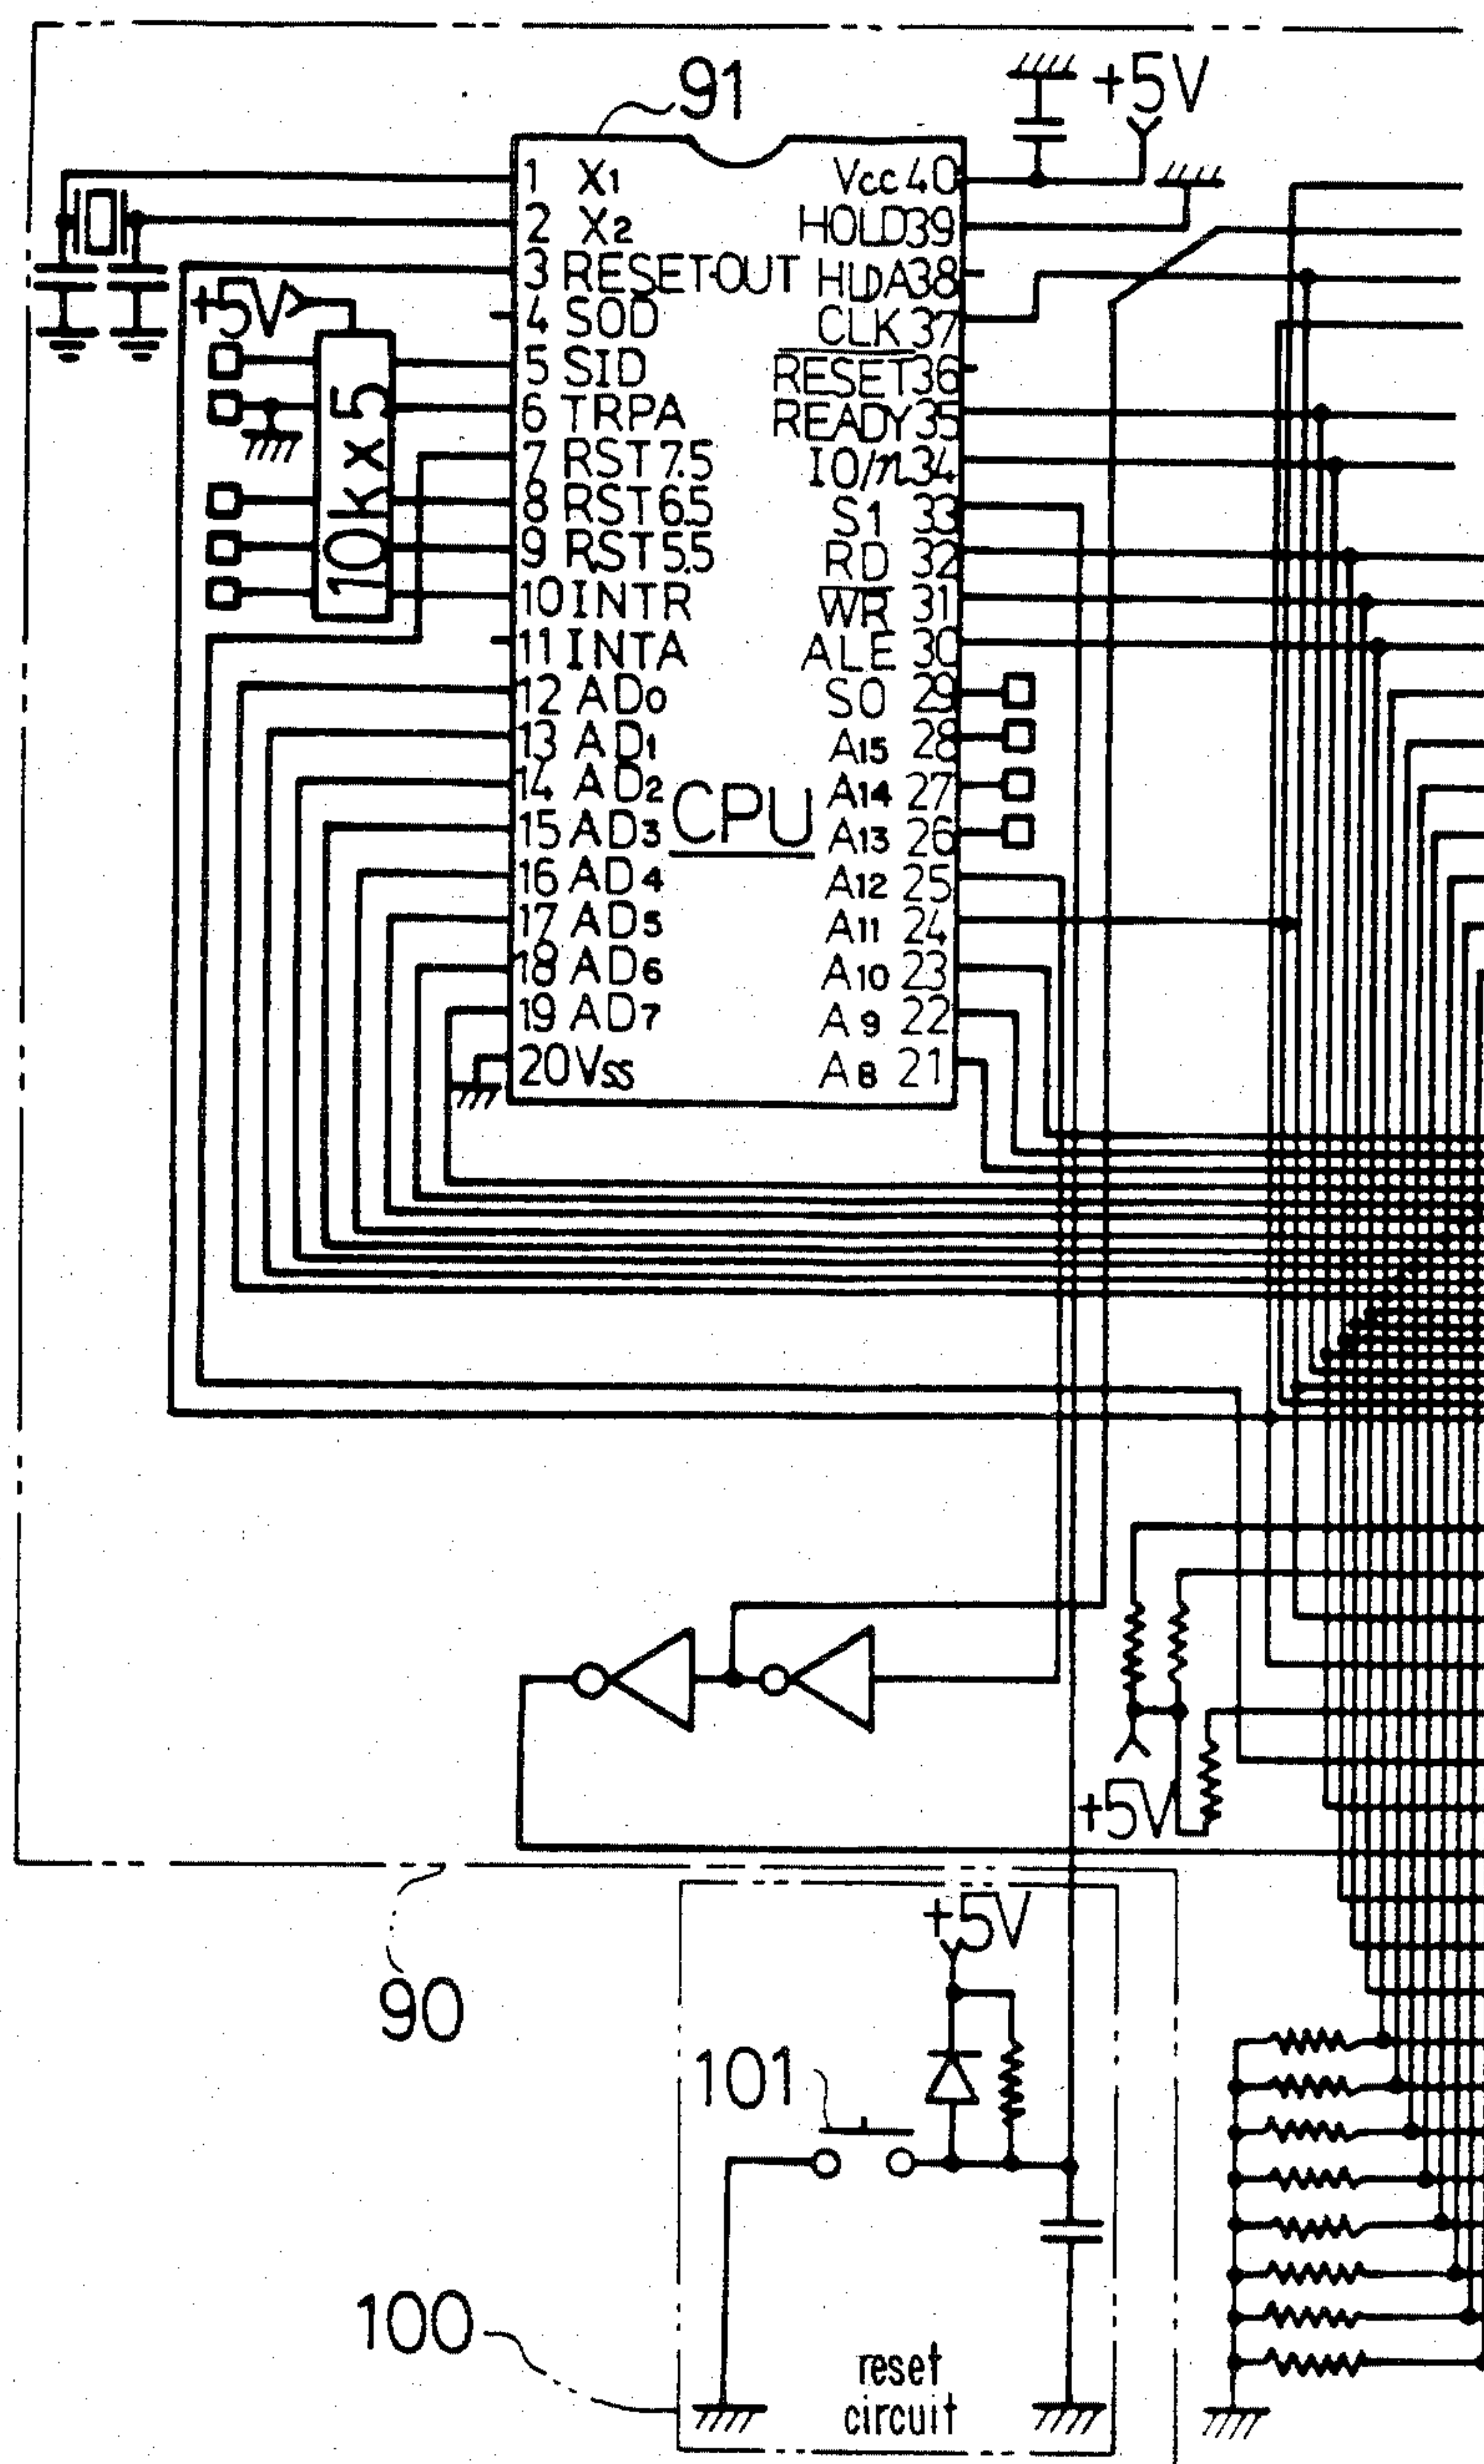 91
+5V
1 X1
2 X2
3 RESET-OUT
4 SOD
5 SID
6 TRPA
7 RST 7.5
8 RST 6.5
9 RST 5.5
10 INTR
11 INTA
12 AD0
13 AD1
14 AD2
15 AD3
16 AD4
17 AD5
18 AD6
19 AD7
20 Vss
Vcc 40
HOLD 39
HLDA 38
CLK 37
RESET 36
READY 35
IO/m 34
S1 33
RD 32
WR 31
ALE 30
S0 29
A15 28
A14 27
A13 26
A12 25
A11 24
A10 23
A9 22
A8 21
CPU
+5V
10k x 5
+5V
90
+5V
101
100
reset
circuit